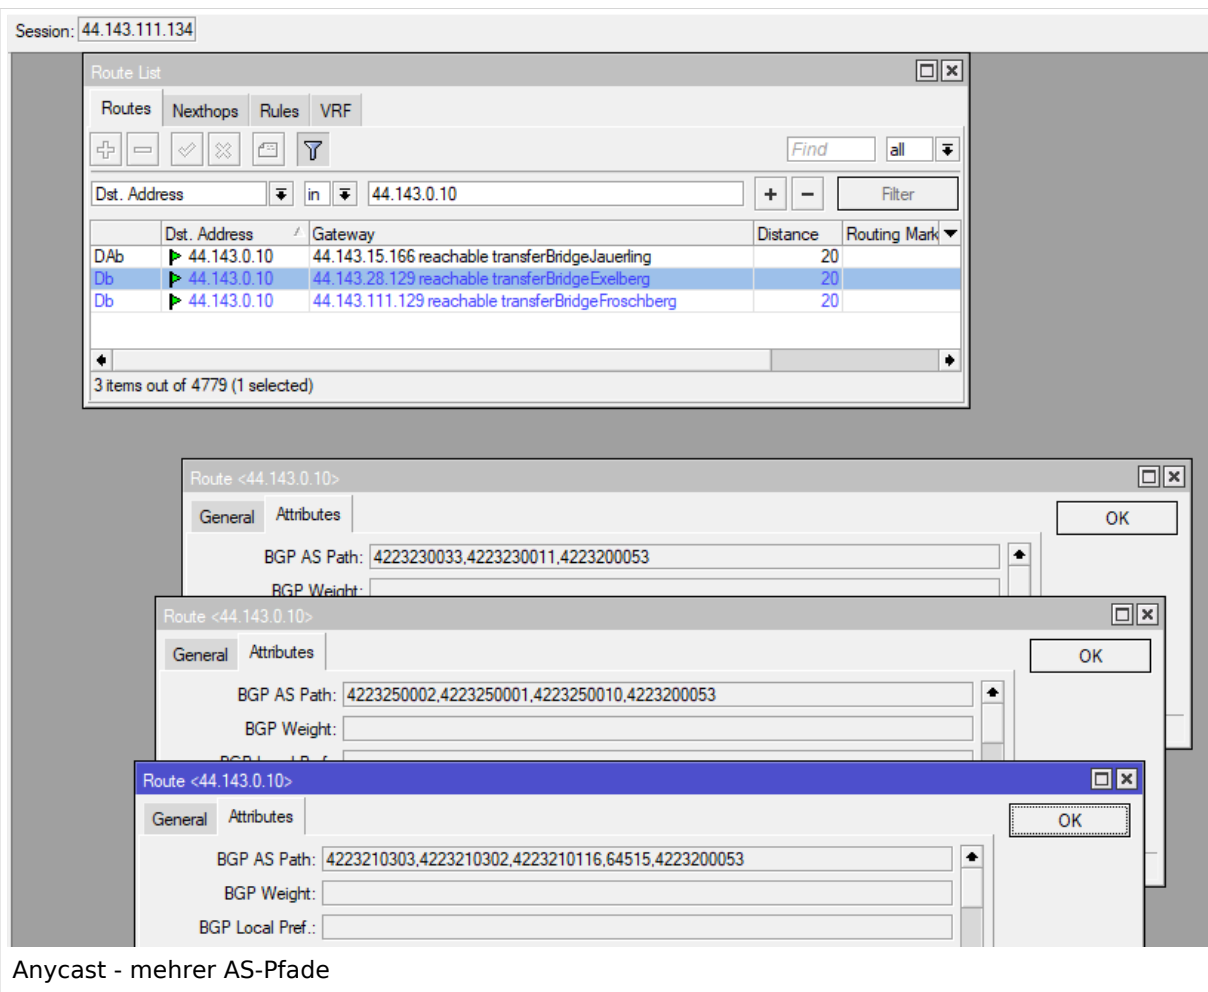 Session: 44.143.111.134
Route List
Routes Nexthops Rules VRF
Find all
Dst. Address in 44.143.0.10 + − Filter
Dst. Address Gateway Distance Routing Mark
DAb 44.143.0.10 44.143.15.166 reachable transferBridgeJauerling 20
Db 44.143.0.10 44.143.28.129 reachable transferBridgeExelberg 20
Db 44.143.0.10 44.143.111.129 reachable transferBridgeFroschberg 20
3 items out of 4779 (1 selected)
Route <44.143.0.10>
General Attributes OK
BGP AS Path: 4223230033,4223230011,4223200053
BGP Weight:
Route <44.143.0.10>
General Attributes OK
BGP AS Path: 4223250002,4223250001,4223250010,4223200053
BGP Weight:
BGP Local Pref.:
Route <44.143.0.10>
General Attributes OK
BGP AS Path: 4223210303,4223210302,4223210116,64515,4223200053
BGP Weight:
BGP Local Pref.:
Anycast - mehrer AS-Pfade